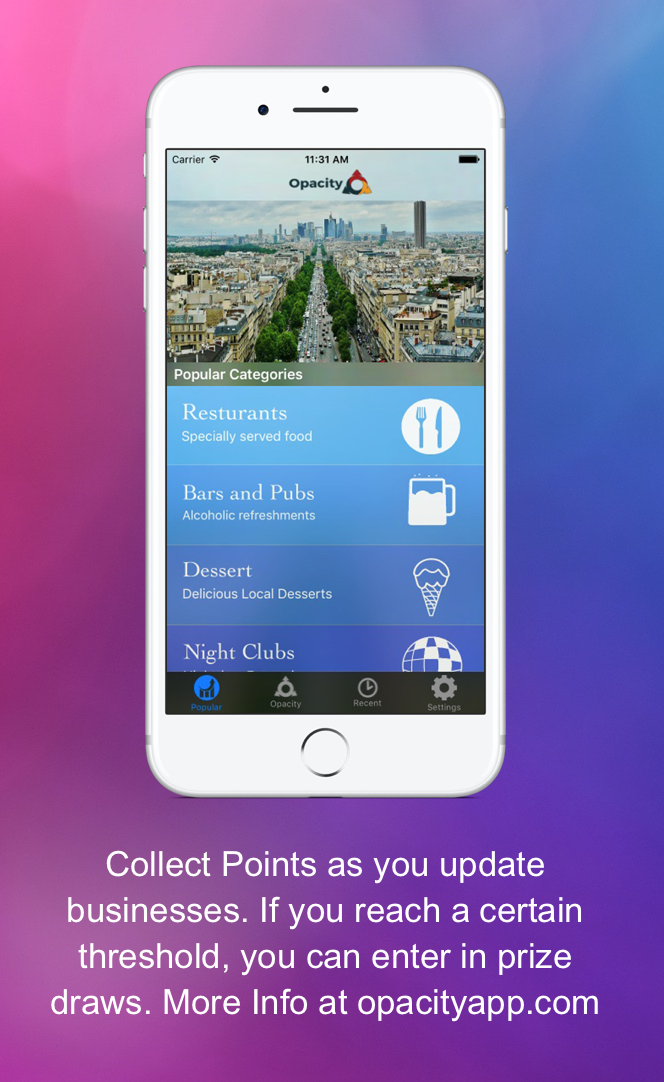 Carrier 11:31 AM
Opacity
Popular Categories
Resturants
Specially served food
Bars and Pubs
Alcoholic refreshments
Dessert
Delicious Local Desserts
Night Clubs
Popular Opacity Recent Settings
Collect Points as you update
businesses. If you reach a certain
threshold, you can enter in prize
draws. More Info at opacityapp.com